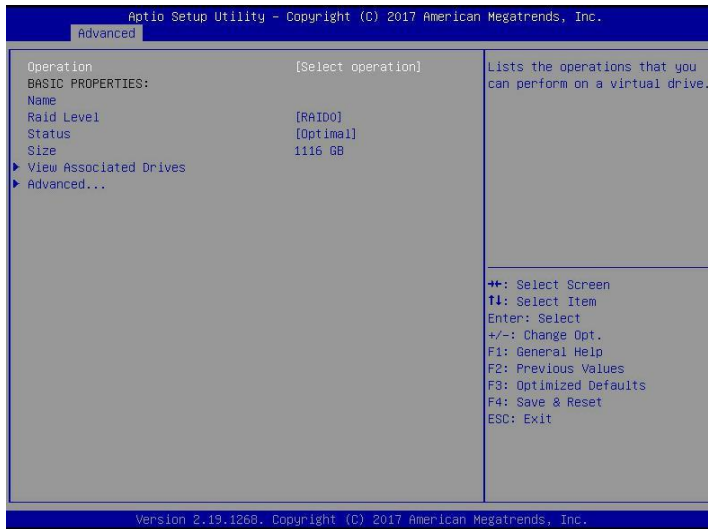 Aptio Setup Utility – Copyright (C) 2017 American Megatrends, Inc.
Advanced
Operation [Select operation]
BASIC PROPERTIES:
Name
Raid Level [RAID0]
Status [Optimal]
Size 1116 GB
▶ View Associated Drives
▶ Advanced...
Lists the operations that you
can perform on a virtual drive.
→←: Select Screen
↑↓: Select Item
Enter: Select
+/-: Change Opt.
F1: General Help
F2: Previous Values
F3: Optimized Defaults
F4: Save & Reset
ESC: Exit
Version 2.19.1268. Copyright (C) 2017 American Megatrends, Inc.